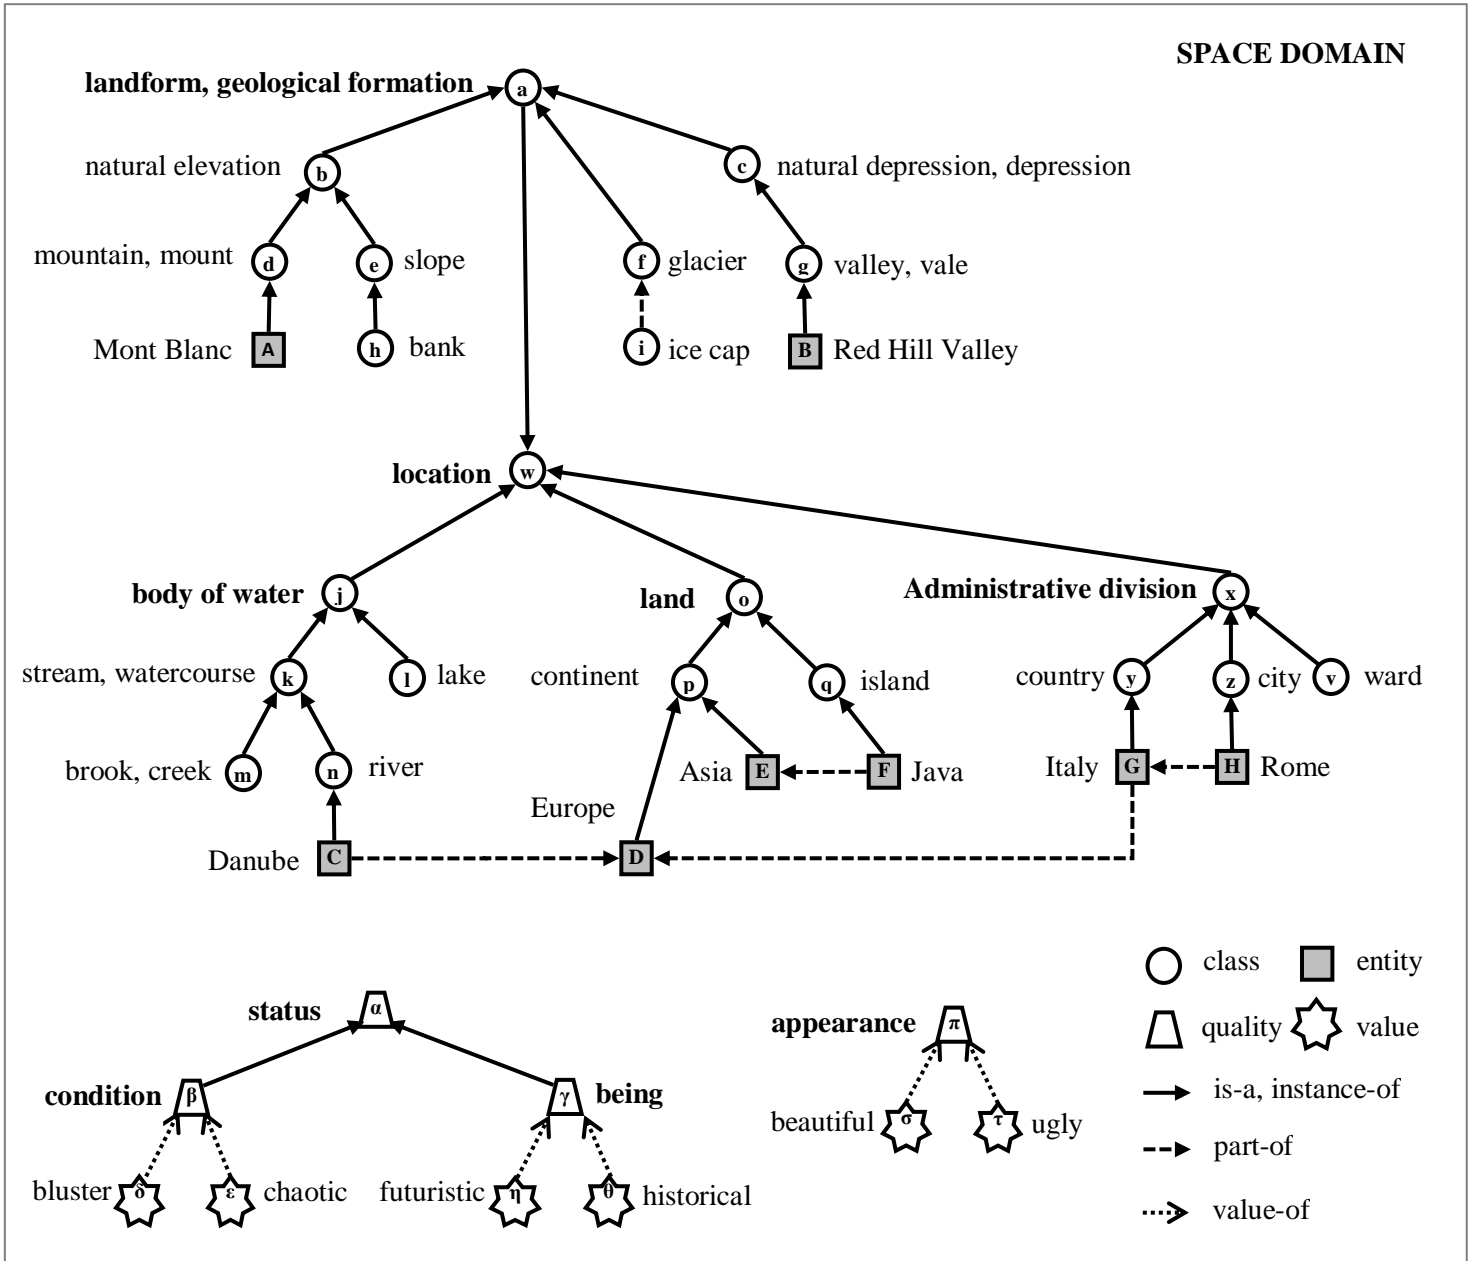 SPACE DOMAIN
landform, geological formation
a
natural elevation
b
c
natural depression, depression
mountain, mount
d
e
slope
f
glacier
g
valley, vale
Mont Blanc
A
h
bank
i
ice cap
B
Red Hill Valley
location
w
body of water
j
land
o
Administrative division
x
stream, watercourse
k
l
lake
continent
p
q
island
country
y
z
city
v
ward
brook, creek
m
n
river
Asia
E
F
Java
Italy
G
H
Rome
Europe
Danube
C
D
class
entity
status
α
appearance
π
quality
value
condition
β
γ
being
is-a, instance-of
beautiful
σ
τ
ugly
part-of
bluster
δ
ε
chaotic
futuristic
η
θ
historical
value-of